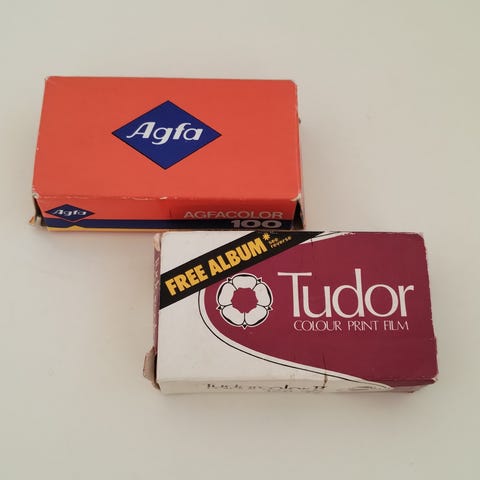 Agfa
Agfa
AGFACOLOR
100
FREE ALBUM*
see
reverse
Tudor
COLOUR PRINT FILM